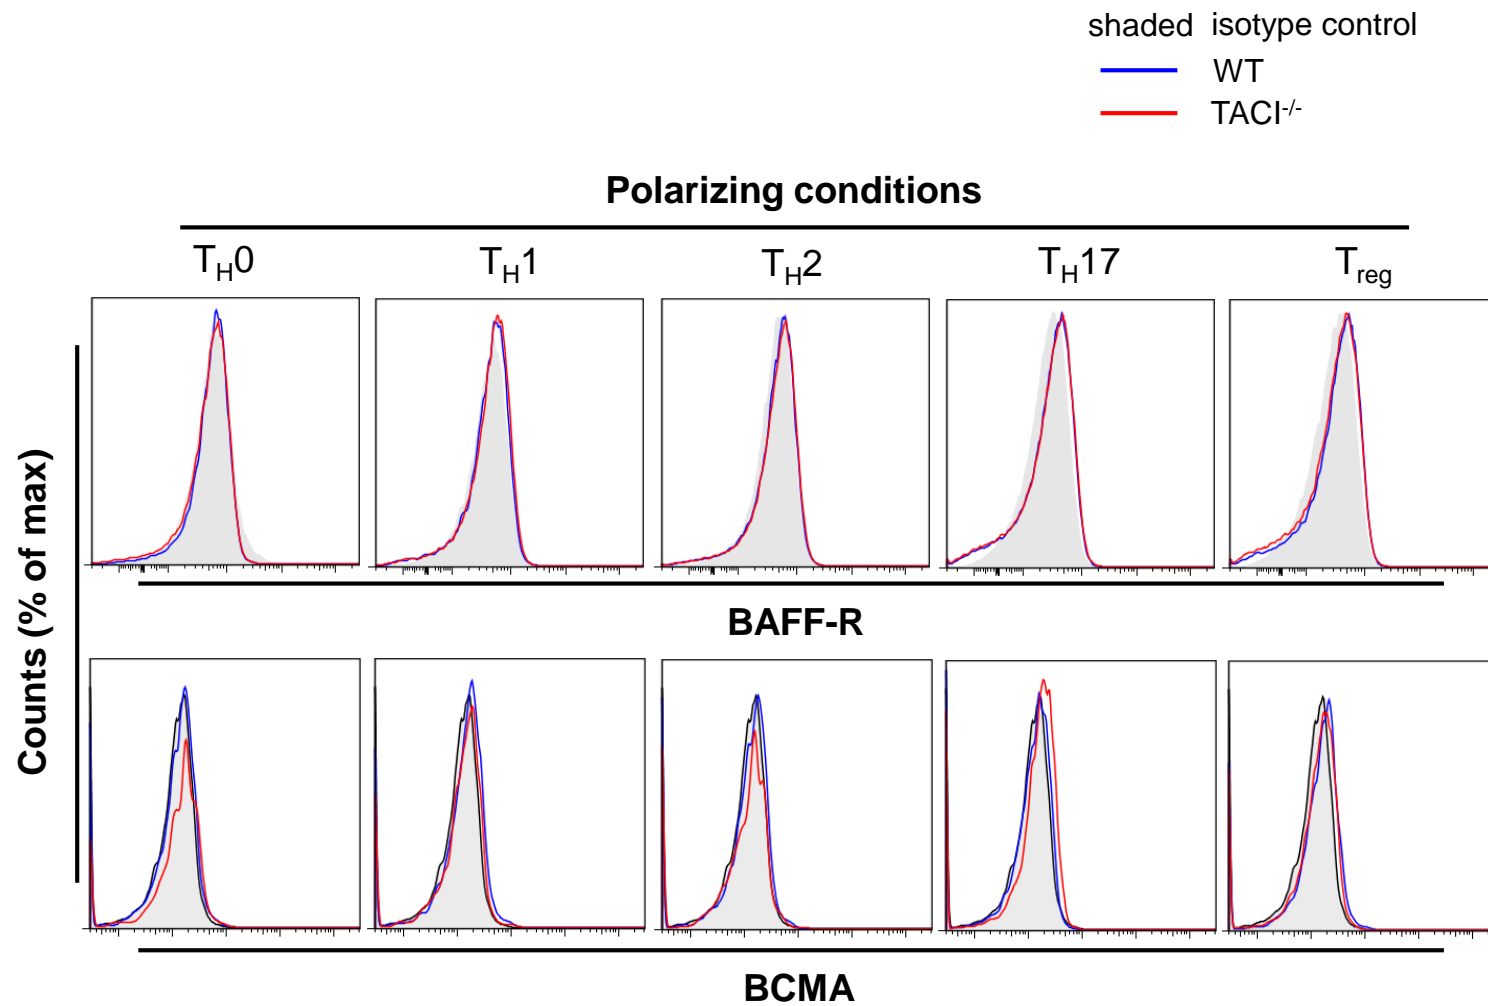 shaded isotype control
WT
TACI-/-
Polarizing conditions
TH0 TH1 TH2 TH17 Treg
Counts (% of max)
BAFF-R
BCMA